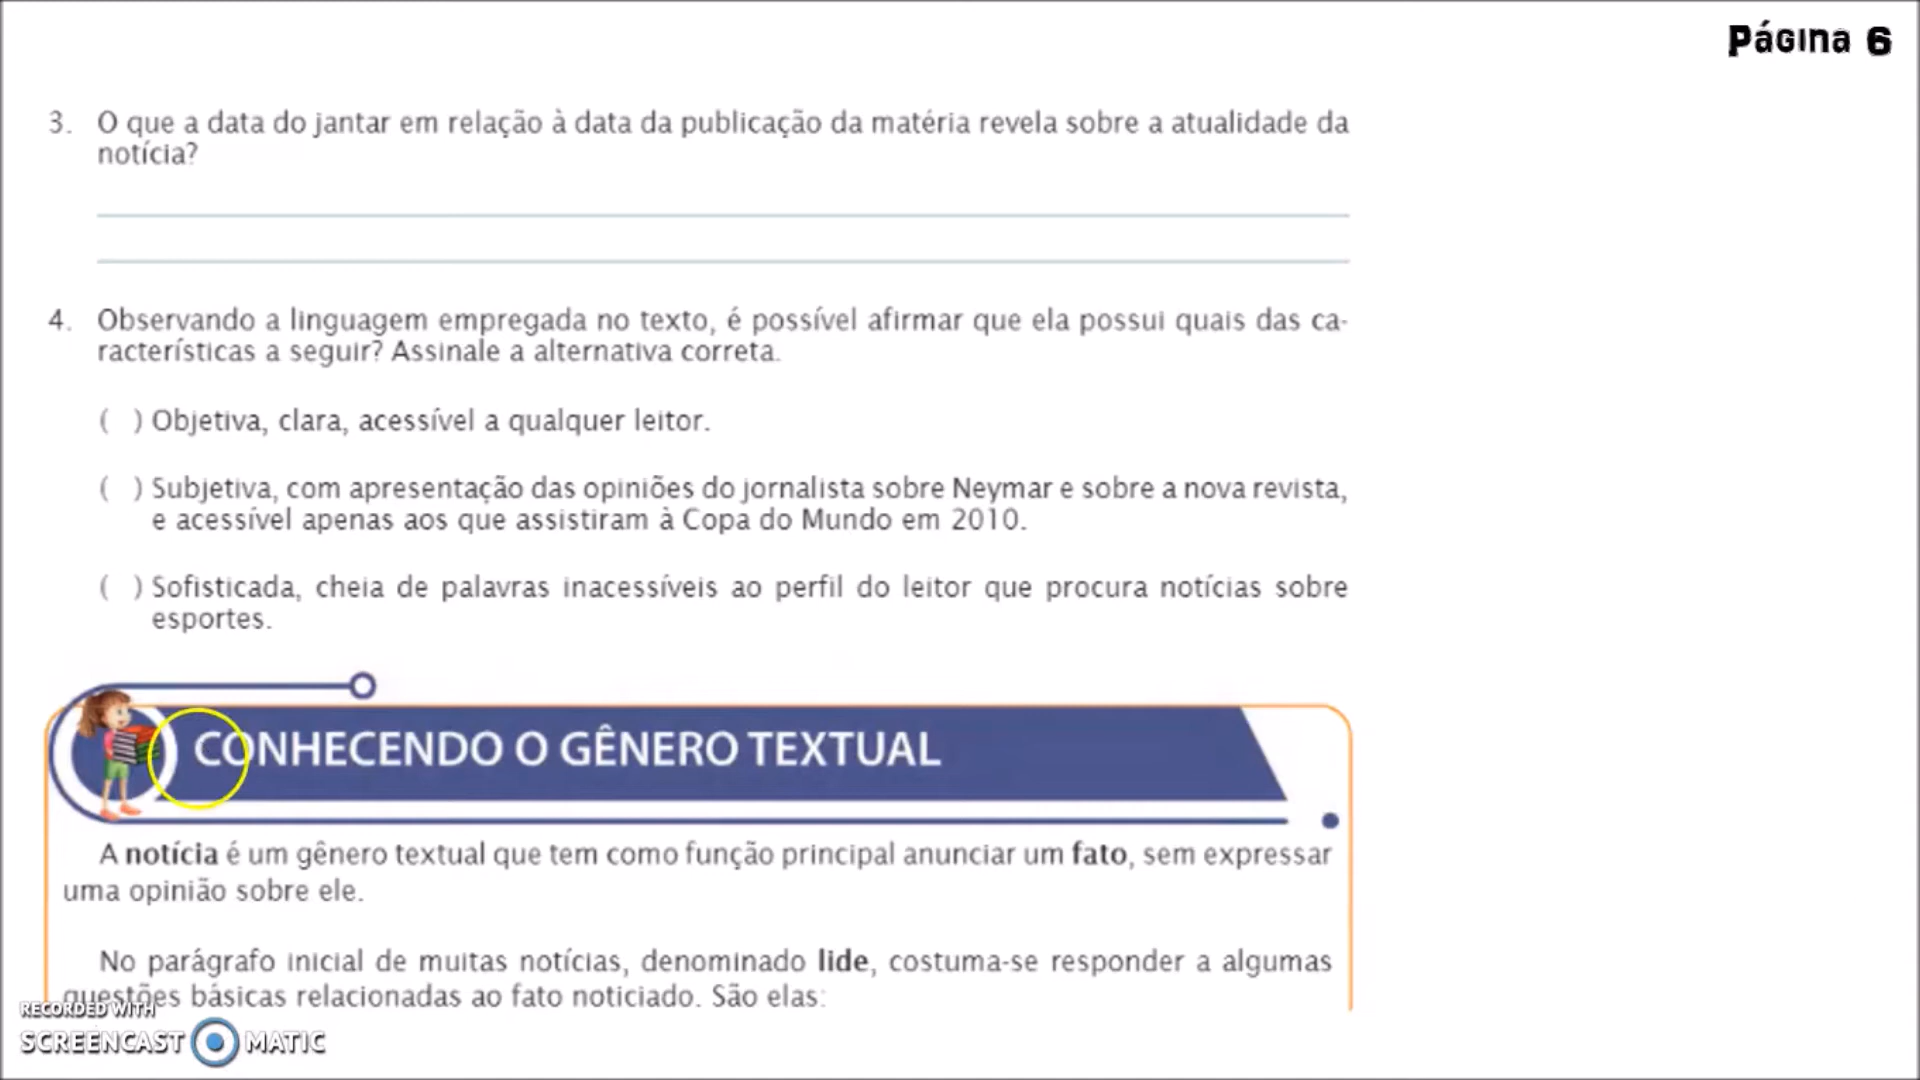 Página 6
3. O que a data do jantar em relação à data da publicação da matéria revela sobre a atualidade da
notícia?
4. Observando a linguagem empregada no texto, é possível afirmar que ela possui quais das ca-
racterísticas a seguir? Assinale a alternativa correta.
( ) Objetiva, clara, acessível a qualquer leitor.
( ) Subjetiva, com apresentação das opiniões do jornalista sobre Neymar e sobre a nova revista,
e acessível apenas aos que assistiram à Copa do Mundo em 2010.
( ) Sofisticada, cheia de palavras inacessíveis ao perfil do leitor que procura notícias sobre
esportes.
CONHECENDO O GÊNERO TEXTUAL
A notícia é um gênero textual que tem como função principal anunciar um fato, sem expressar
uma opinião sobre ele.
No parágrafo inicial de muitas notícias, denominado lide, costuma-se responder a algumas
questões básicas relacionadas ao fato noticiado. São elas:
RECORDED WITH
SCREENCAST MATIC